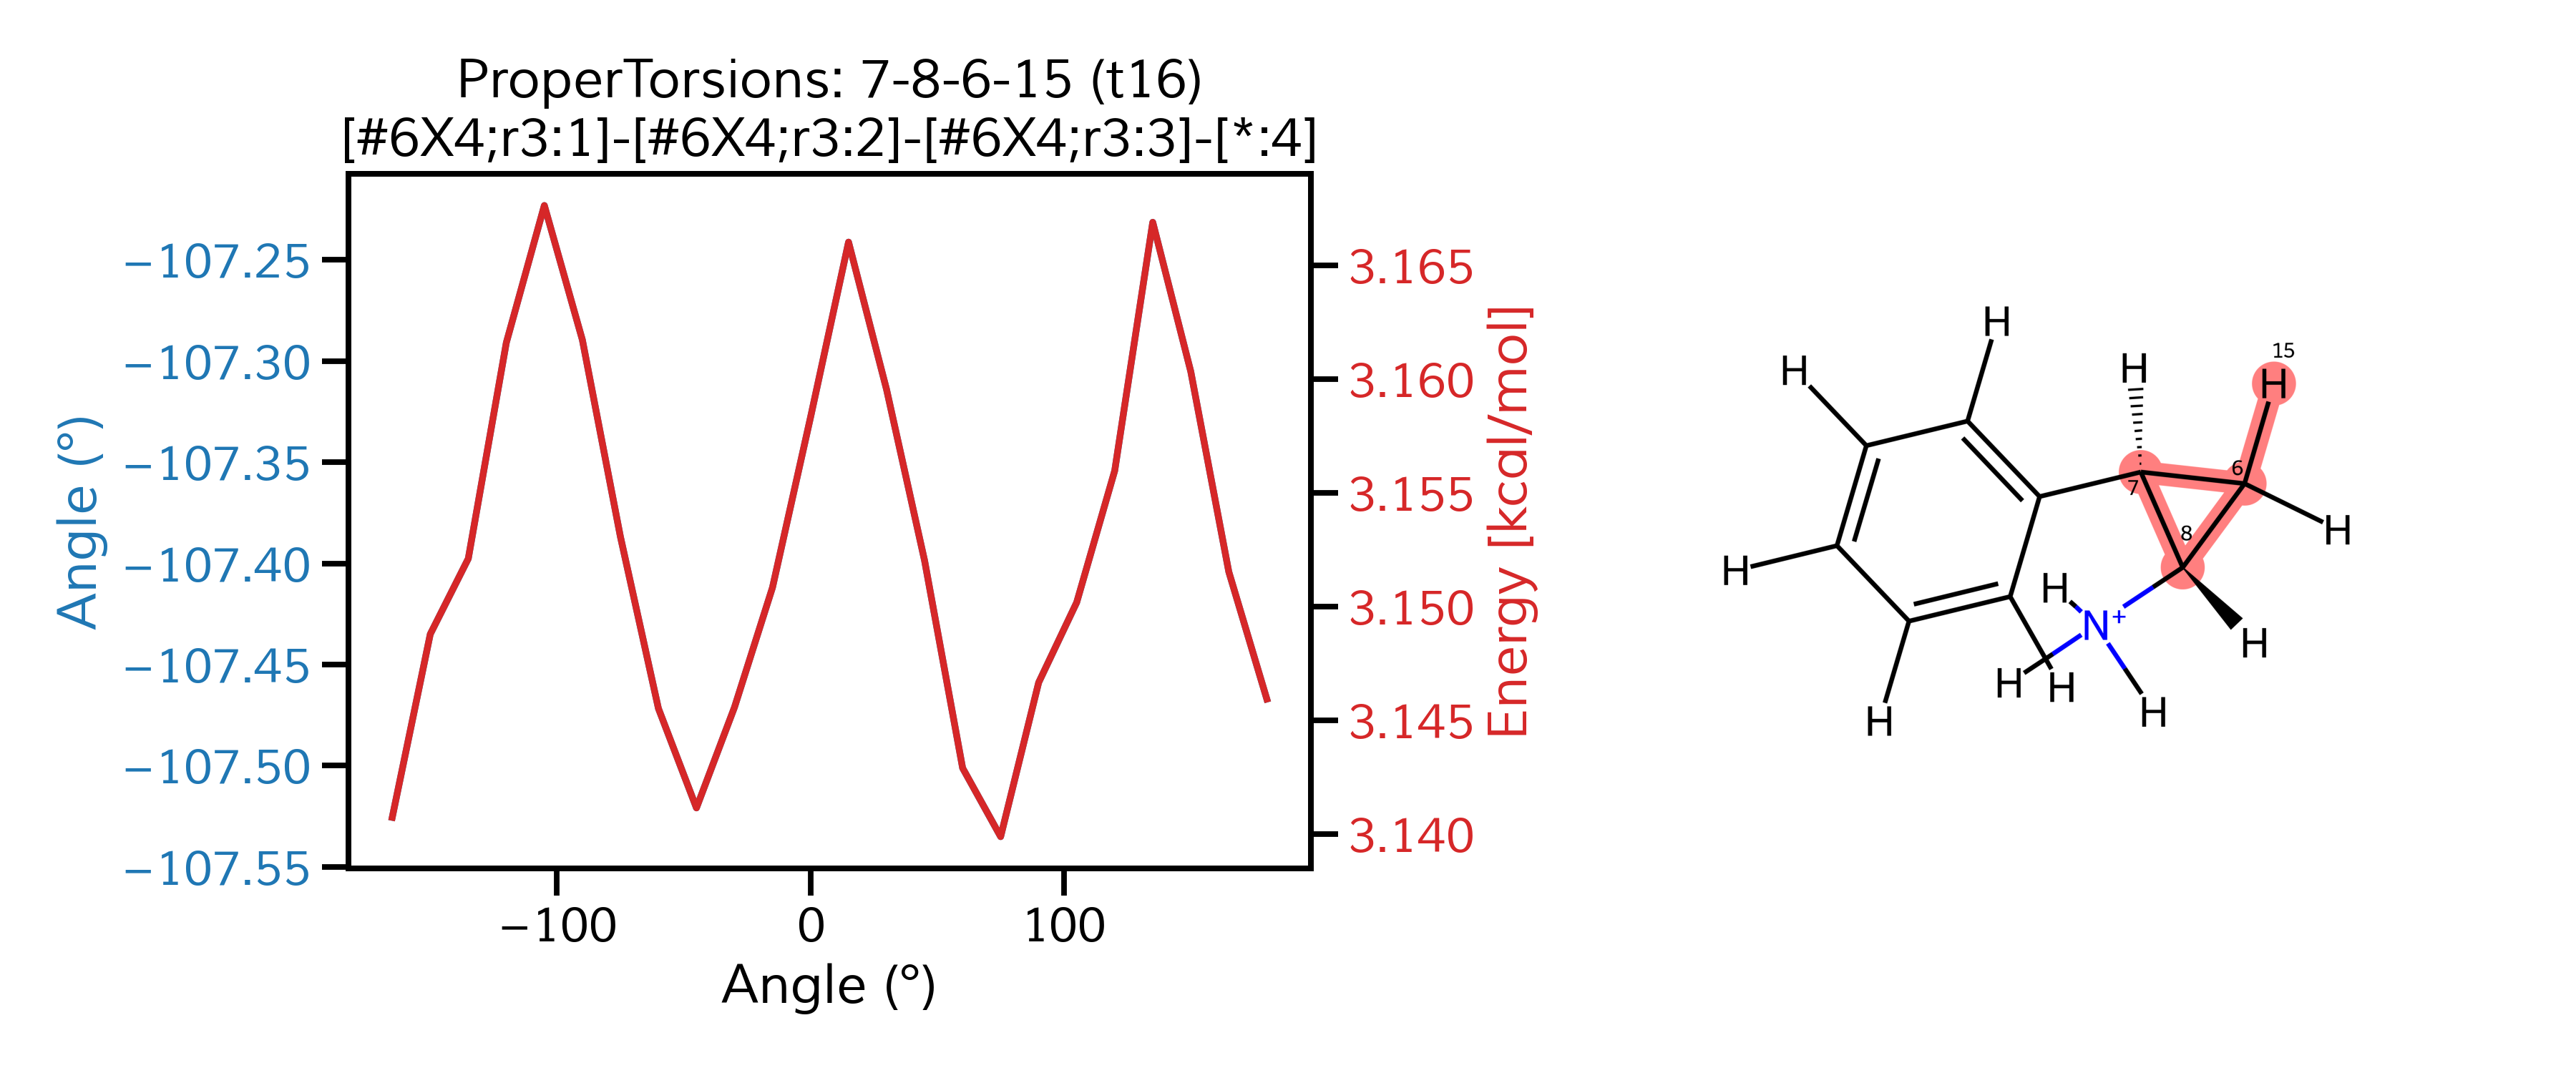 ProperTorsions: 7-8-6-15 (t16)
[#6X4;r3:1]-[#6X4;r3:2]-[#6X4;r3:3]-[*:4]
Angle (°)
−107.25
−107.30
−107.35
−107.40
−107.45
−107.50
−107.55
−100
0
100
Angle (°)
3.165
3.160
3.155
3.150
3.145
3.140
Energy [kcal/mol]
H
H
H
15
H
6
7
H
8
H
H
N+
H
H
H
H
H